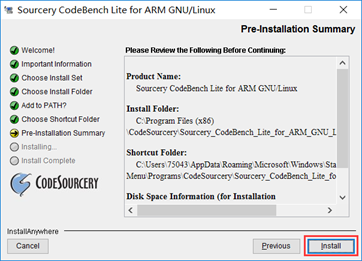 Sourcery CodeBench Lite for ARM GNU/Linux
Pre-Installation Summary
Welcome!
Important Information
Choose Install Set
Choose Install Folder
Add to PATH?
Choose Shortcut Folder
Pre-Installation Summary
Installing...
Install Complete
CODESOURCERY
Please Review the Following Before Continuing:
Product Name:
Sourcery CodeBench Lite for ARM GNU/Linux
Install Folder:
C:\Program Files (x86)
\CodeSourcery\Sourcery_CodeBench_Lite_for_ARM_GNU_L
Shortcut Folder:
C:\Users\75043\AppData\Roaming\Microsoft\Windows\Sta
Menu\Programs\CodeSourcery\Sourcery_CodeBench_Lite_fo
Disk Space Information (for Installation
InstallAnywhere
Cancel
Previous
Install